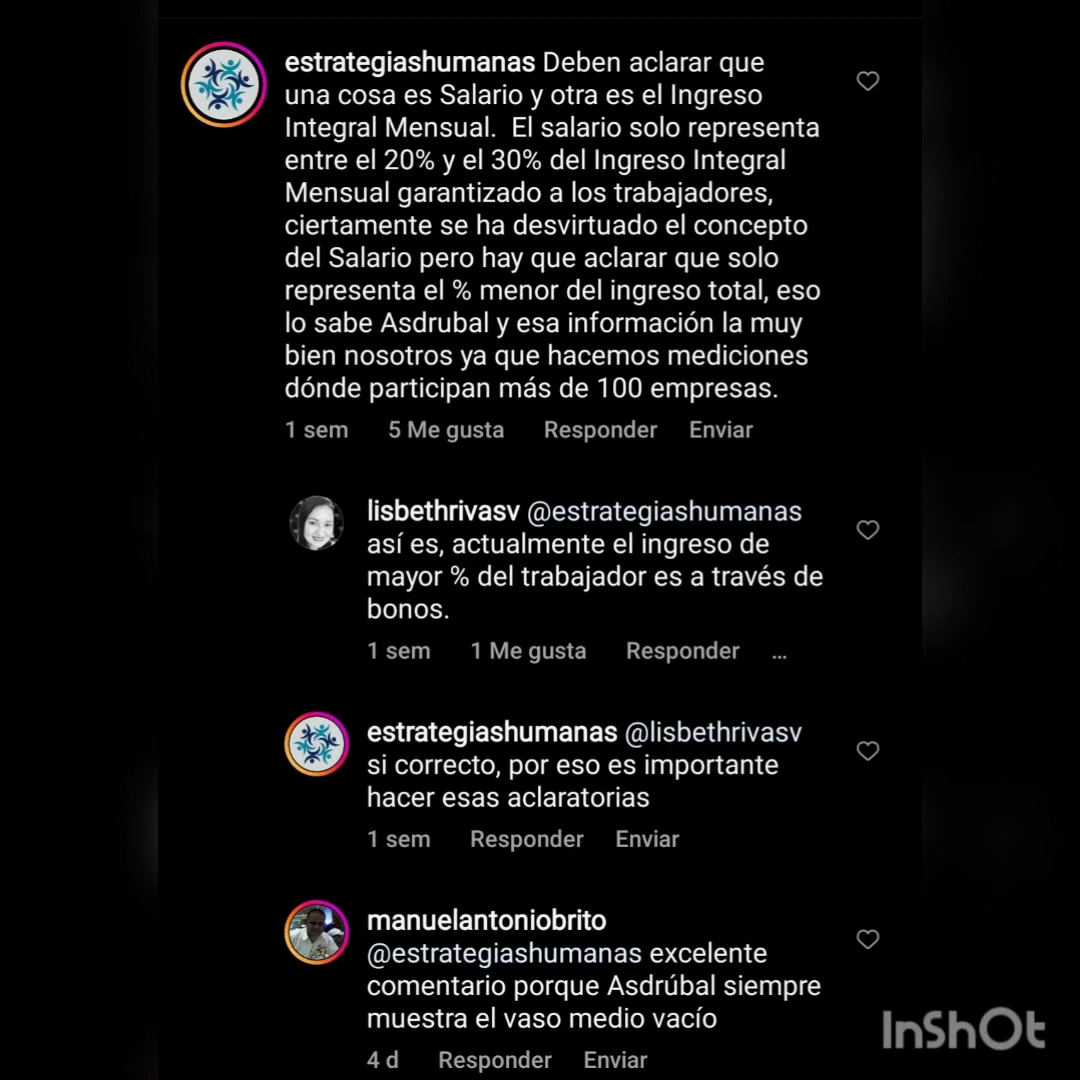 estrategiashumanas Deben aclarar que
una cosa es Salario y otra es el Ingreso
Integral Mensual.  El salario solo representa
entre el 20% y el 30% del Ingreso Integral
Mensual garantizado a los trabajadores,
ciertamente se ha desvirtuado el concepto
del Salario pero hay que aclarar que solo
representa el % menor del ingreso total, eso
lo sabe Asdrubal y esa información la muy
bien nosotros ya que hacemos mediciones
dónde participan más de 100 empresas.
1 sem 5 Me gusta Responder Enviar
lisbethrivasv @estrategiashumanas
así es, actualmente el ingreso de
mayor % del trabajador es a través de
bonos.
1 sem 1 Me gusta Responder ...
estrategiashumanas @lisbethrivasv
si correcto, por eso es importante
hacer esas aclaratorias
1 sem Responder Enviar
manuelantoniobrito
@estrategiashumanas excelente
comentario porque Asdrúbal siempre
muestra el vaso medio vacío
4 d Responder Enviar
InShOt